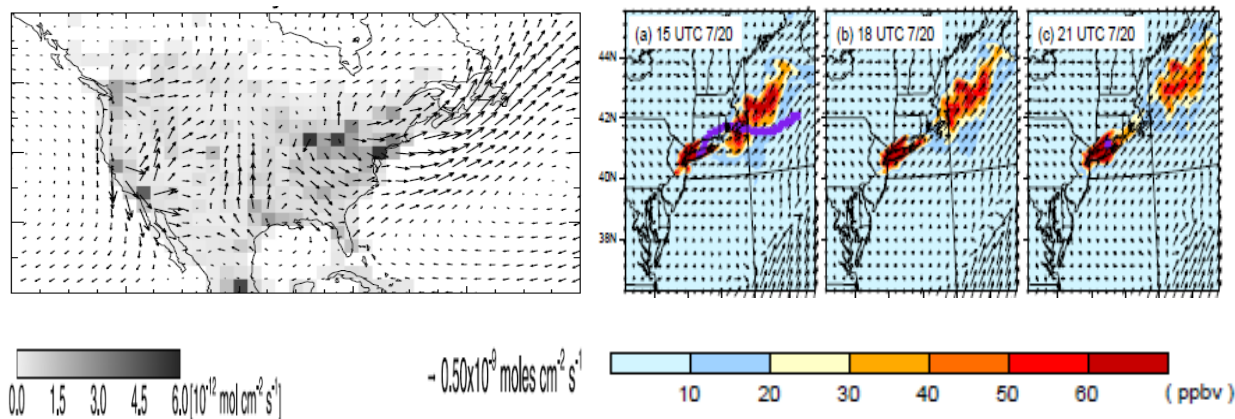 (a) 15 UTC 7/20
(b) 18 UTC 7/20
(c) 21 UTC 7/20
44N
42N
40N
38N
0.0 1.5 3.0 6.0[10⁻¹² mol cm⁻² s⁻¹]
→ 0.50x10⁻⁹ moles cm⁻² s⁻¹
10 20 30 40 50 60 (ppbv)